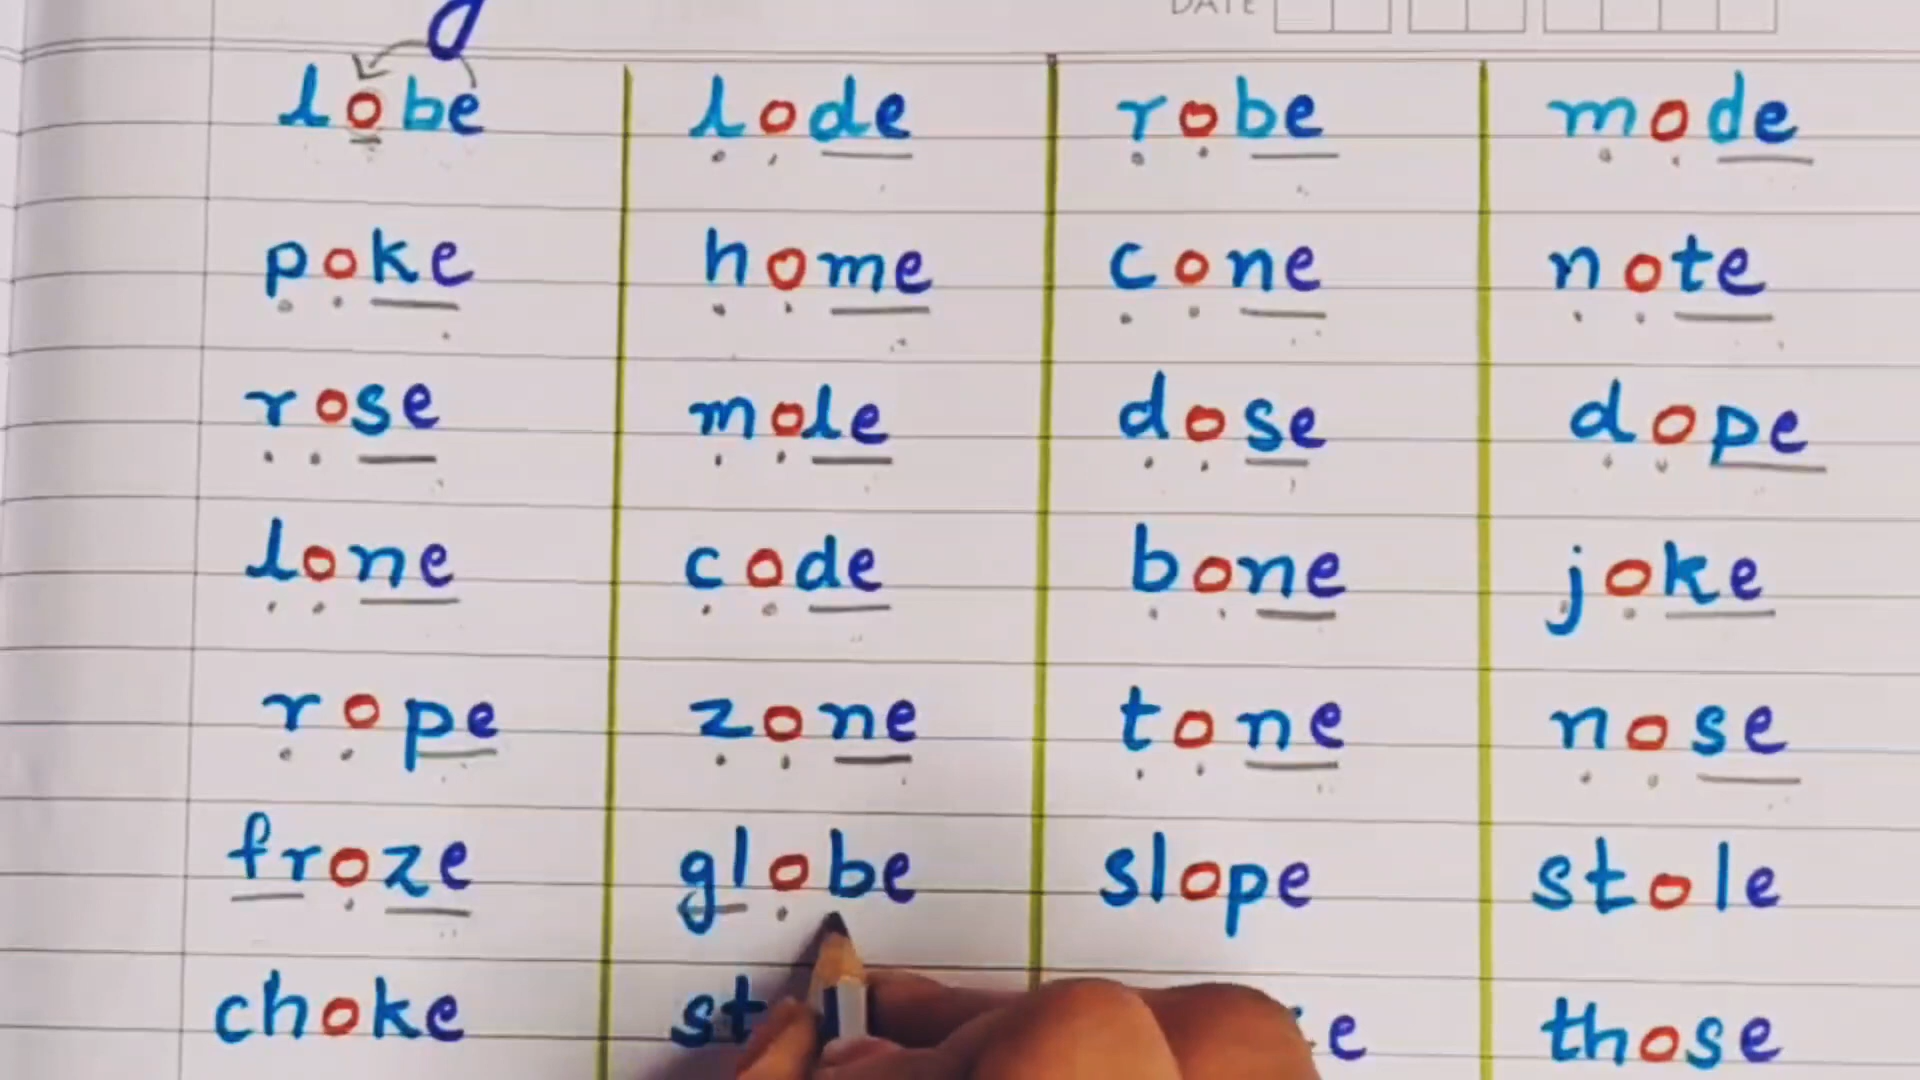 DATE
lobe lode robe mode
poke home cone note
rose mole dose dope
lone code bone joke
rope zone tone nose
froze globe slope stole
choke those